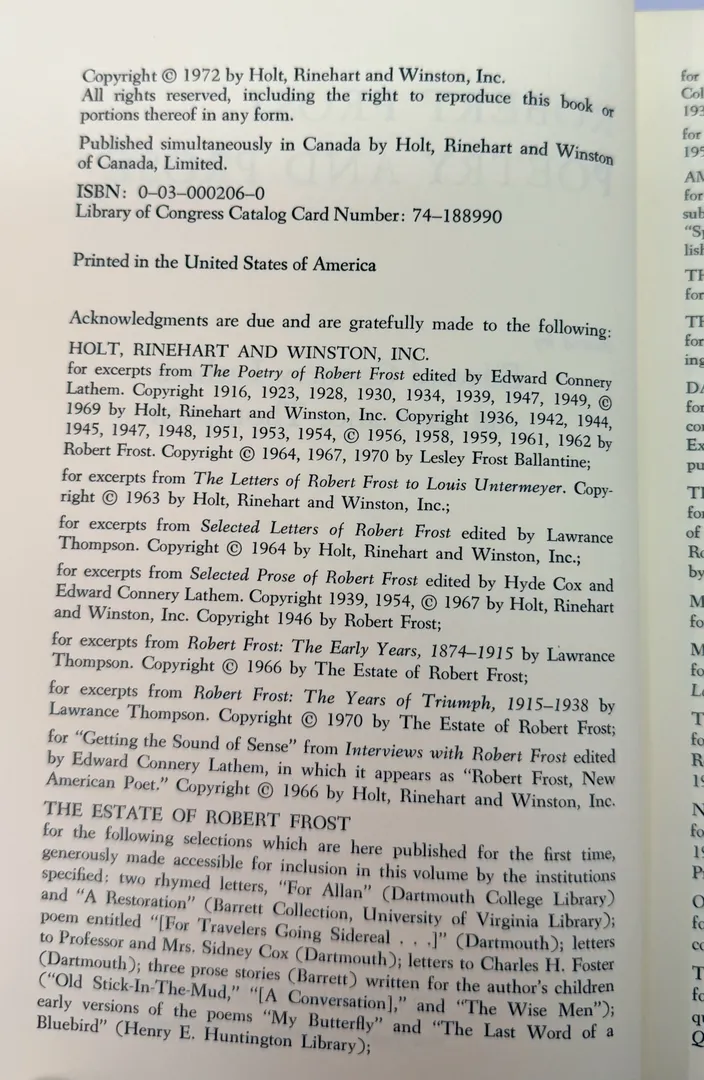 Copyright © 1972 by Holt, Rinehart and Winston, Inc.
All rights reserved, including the right to reproduce this book or
portions thereof in any form.
Published simultaneously in Canada by Holt, Rinehart and Winston
of Canada, Limited.
ISBN: 0–03–000206–0
Library of Congress Catalog Card Number: 74–188990
Printed in the United States of America
Acknowledgments are due and are gratefully made to the following:
HOLT, RINEHART AND WINSTON, INC.
for excerpts from The Poetry of Robert Frost edited by Edward Connery
Lathem. Copyright 1916, 1923, 1928, 1930, 1934, 1939, 1947, 1949, ©
1969 by Holt, Rinehart and Winston, Inc. Copyright 1936, 1942, 1944,
1945, 1947, 1948, 1951, 1953, 1954, © 1956, 1958, 1959, 1961, 1962 by
Robert Frost. Copyright © 1964, 1967, 1970 by Lesley Frost Ballantine;
for excerpts from The Letters of Robert Frost to Louis Untermeyer. Copy-
right © 1963 by Holt, Rinehart and Winston, Inc.;
for excerpts from Selected Letters of Robert Frost edited by Lawrance
Thompson. Copyright © 1964 by Holt, Rinehart and Winston, Inc.;
for excerpts from Selected Prose of Robert Frost edited by Hyde Cox and
Edward Connery Lathem. Copyright 1939, 1954, © 1967 by Holt, Rinehart
and Winston, Inc. Copyright 1946 by Robert Frost;
for excerpts from Robert Frost: The Early Years, 1874–1915 by Lawrance
Thompson. Copyright © 1966 by The Estate of Robert Frost;
for excerpts from Robert Frost: The Years of Triumph, 1915–1938 by
Lawrance Thompson. Copyright © 1970 by The Estate of Robert Frost;
for "Getting the Sound of Sense" from Interviews with Robert Frost edited
by Edward Connery Lathem, in which it appears as "Robert Frost, New
American Poet." Copyright © 1966 by Holt, Rinehart and Winston, Inc.
THE ESTATE OF ROBERT FROST
for the following selections which are here published for the first time,
generously made accessible for inclusion in this volume by the institutions
specified: two rhymed letters, "For Allan" (Dartmouth College Library)
and "A Restoration" (Barrett Collection, University of Virginia Library);
poem entitled "[For Travelers Going Sidereal . . .]" (Dartmouth); letters
to Professor and Mrs. Sidney Cox (Dartmouth); letters to Charles H. Foster
(Dartmouth); three prose stories (Barrett) written for the author's children
("Old Stick-In-The-Mud," "[A Conversation]," and "The Wise Men");
early versions of the poems "My Butterfly" and "The Last Word of a
Bluebird" (Henry E. Huntington Library);